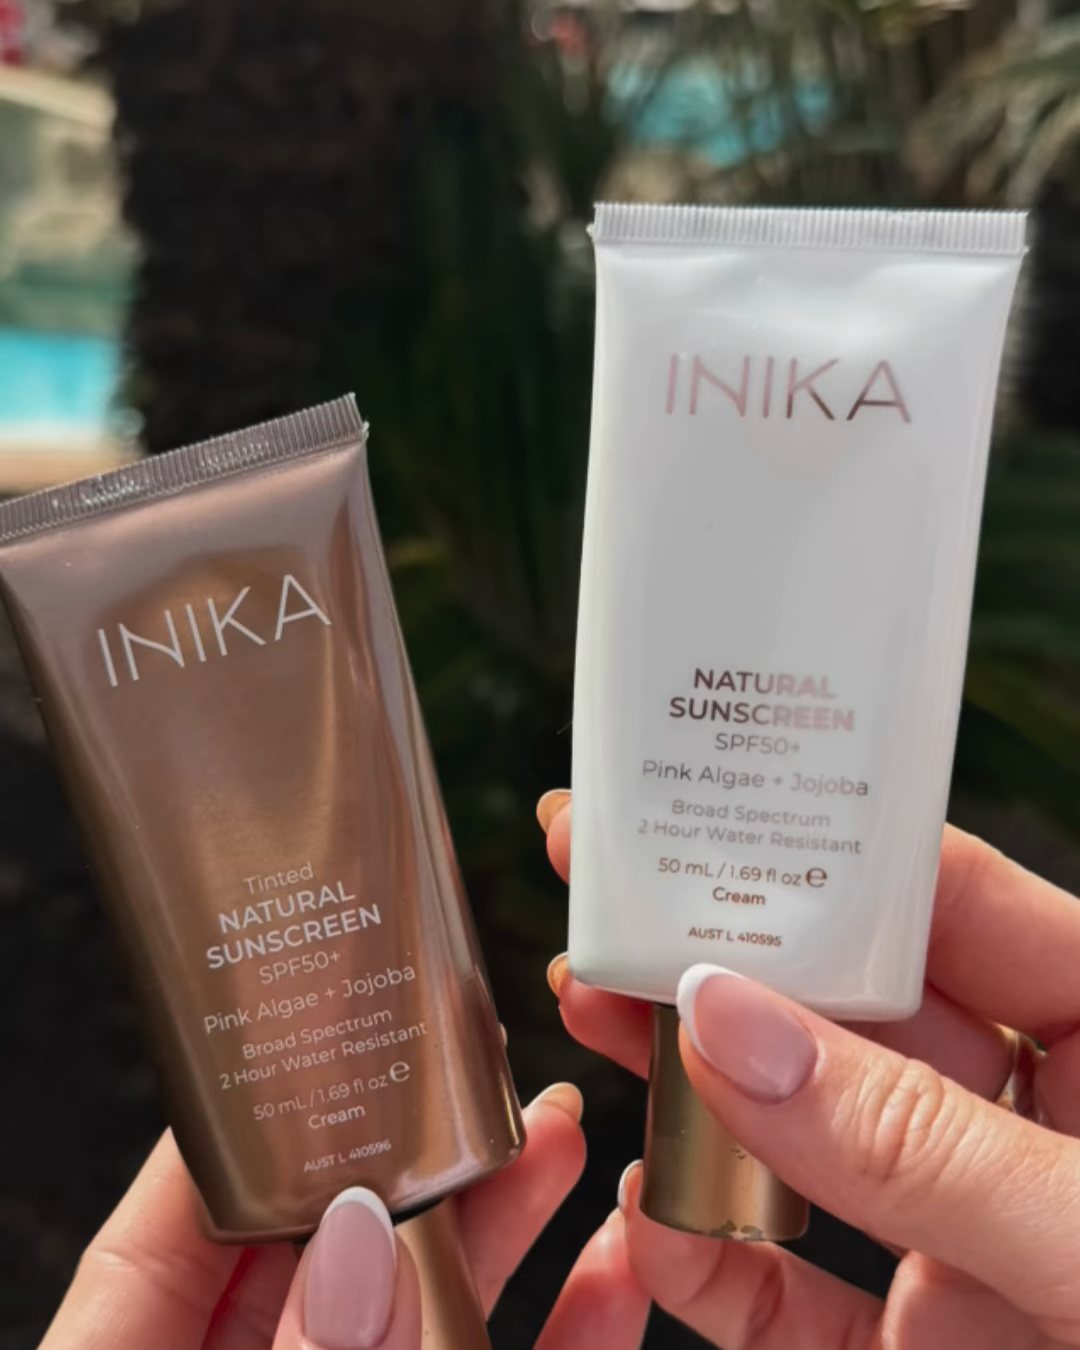 INIKA
Tinted
NATURAL
SUNSCREEN
SPF50+
Pink Algae + Jojoba
Broad Spectrum
2 Hour Water Resistant
50 mL / 1.69 fl oz ℮
Cream
AUST L 410596
INIKA
NATURAL
SUNSCREEN
SPF50+
Pink Algae + Jojoba
Broad Spectrum
2 Hour Water Resistant
50 mL / 1.69 fl oz ℮
Cream
AUST L 410595